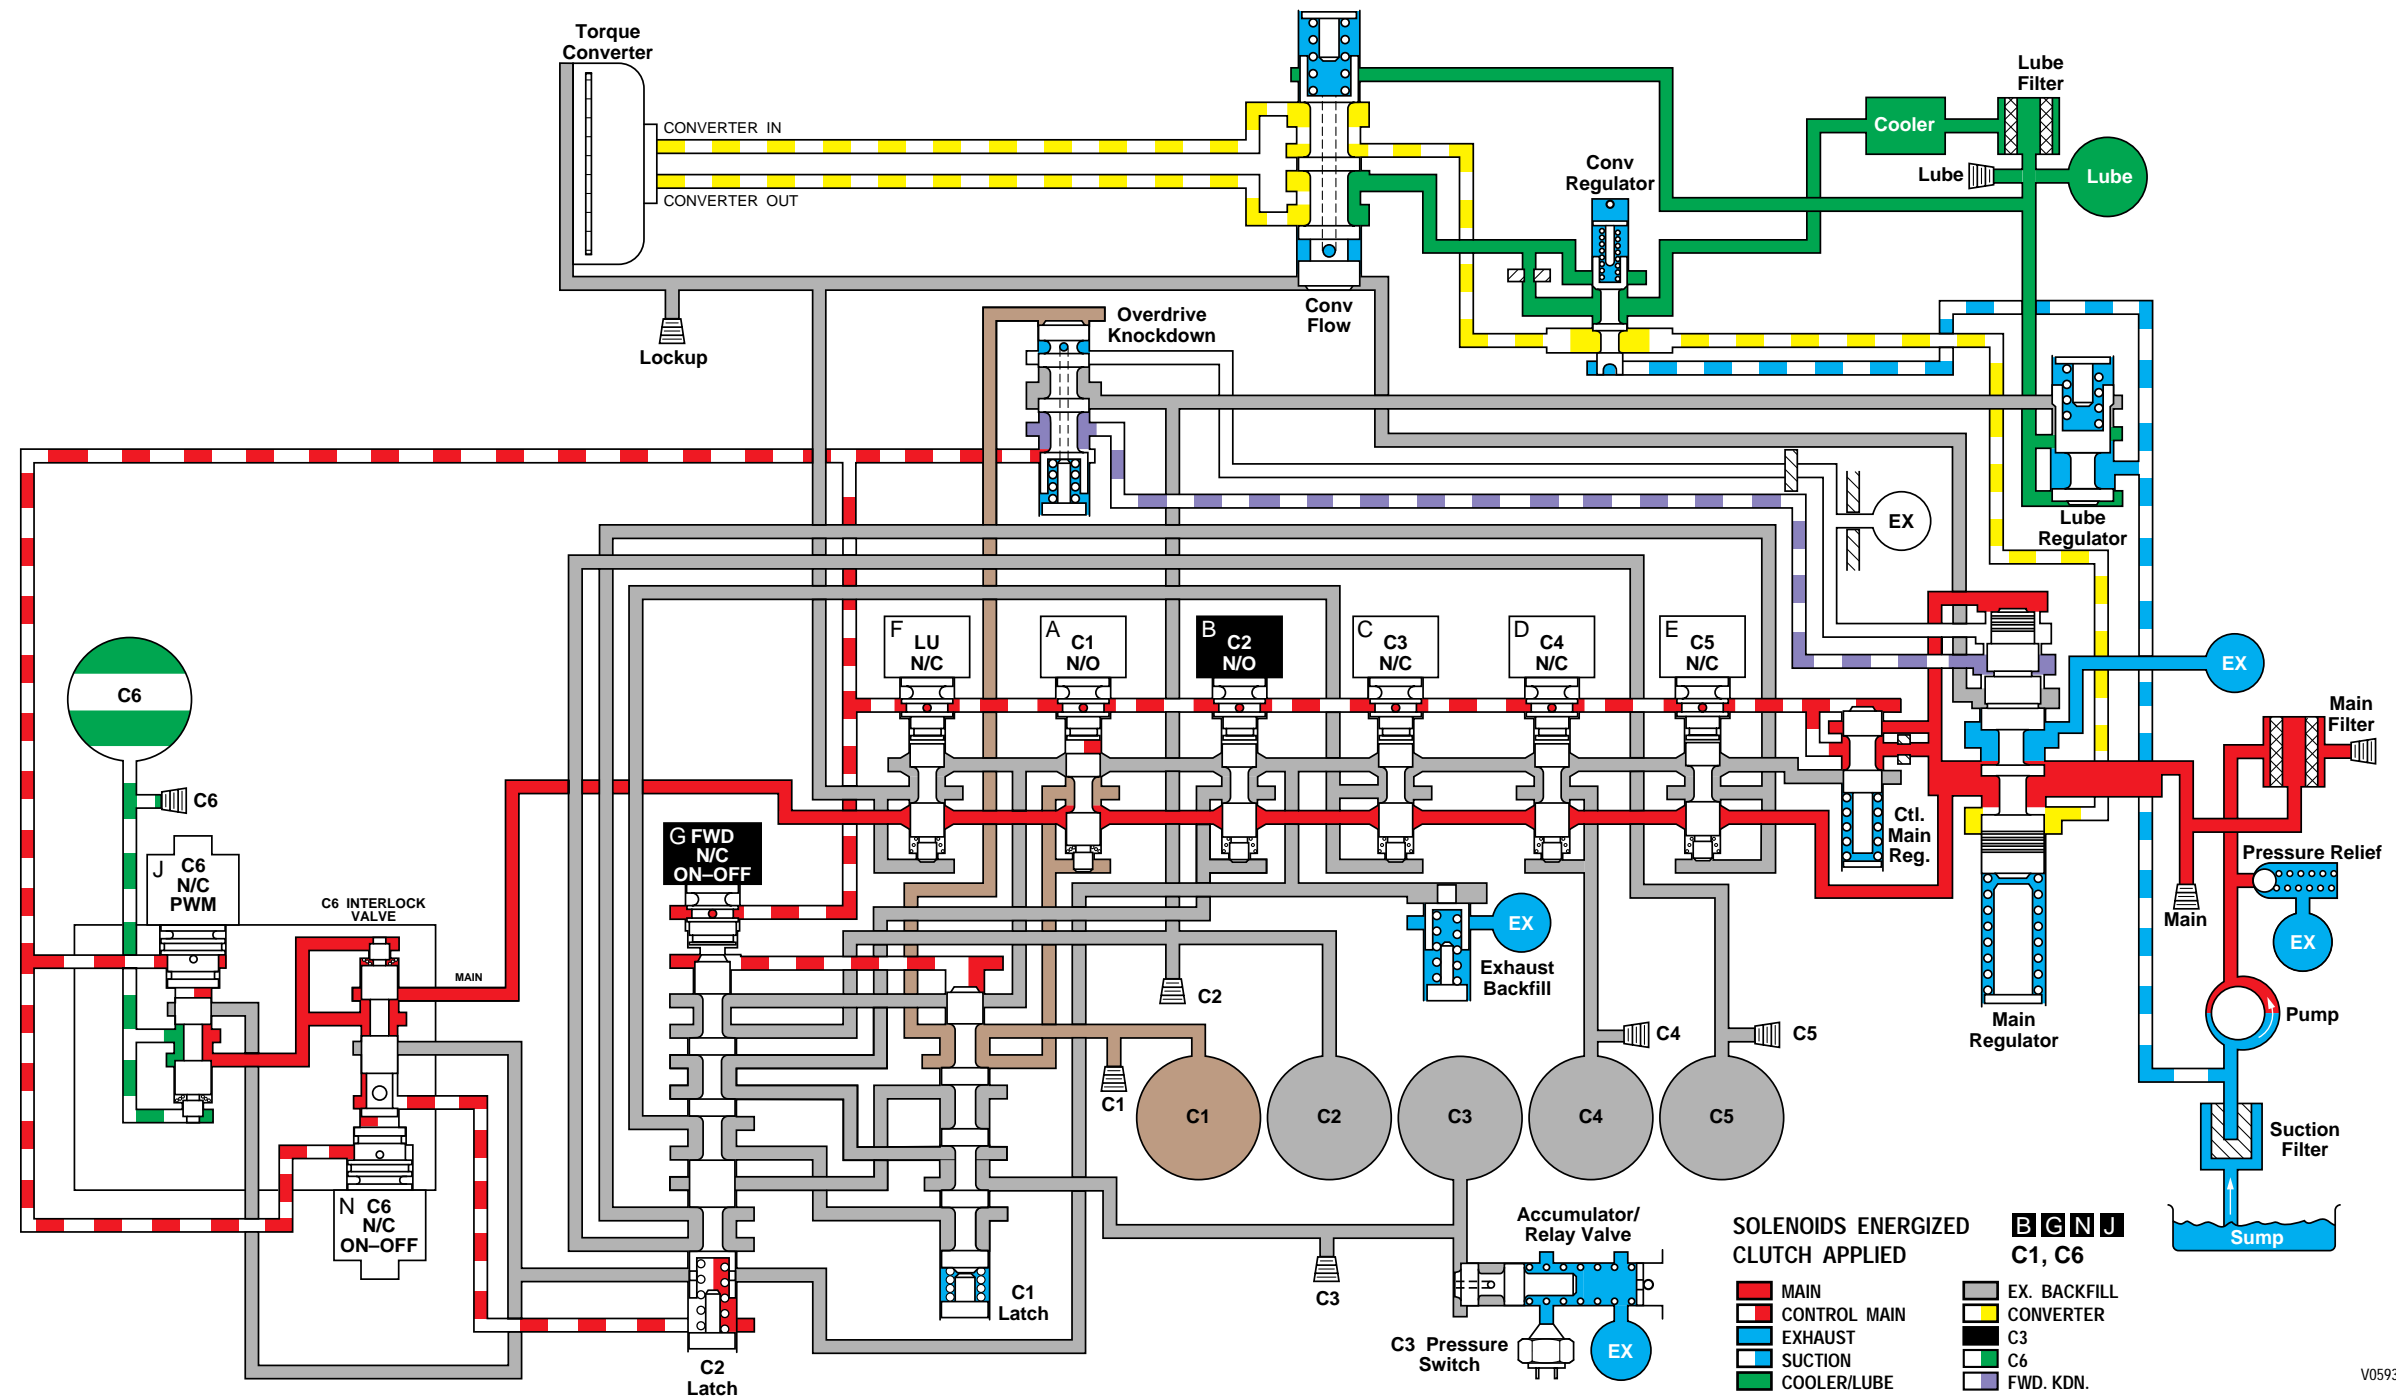 Torque
Converter
CONVERTER IN
CONVERTER OUT
Lockup
Conv
Flow
Overdrive
Knockdown
Conv
Regulator
Cooler
Lube
Filter
Lube
Lube
Lube
Regulator
EX
EX
C6
C6
J
C6
N/C
PWM
C6 INTERLOCK
VALVE
MAIN
N
C6
N/C
ON–OFF
G FWD
N/C
ON–OFF
F
LU
N/C
A
C1
N/O
B
C2
N/O
C
C3
N/C
D
C4
N/C
E
C5
N/C
Ctl.
Main
Reg.
Main
Filter
Pressure Relief
EX
Main
Pump
Main
Regulator
Suction
Filter
Sump
EX
Exhaust
Backfill
C2
C1
C4
C5
C1
C2
C3
C4
C5
C3
C1
Latch
C2
Latch
Accumulator/
Relay Valve
C3 Pressure
Switch
EX
SOLENOIDS ENERGIZED B G N J
CLUTCH APPLIED C1, C6
MAIN
CONTROL MAIN
EXHAUST
SUCTION
COOLER/LUBE
EX. BACKFILL
CONVERTER
C3
C6
FWD. KDN.